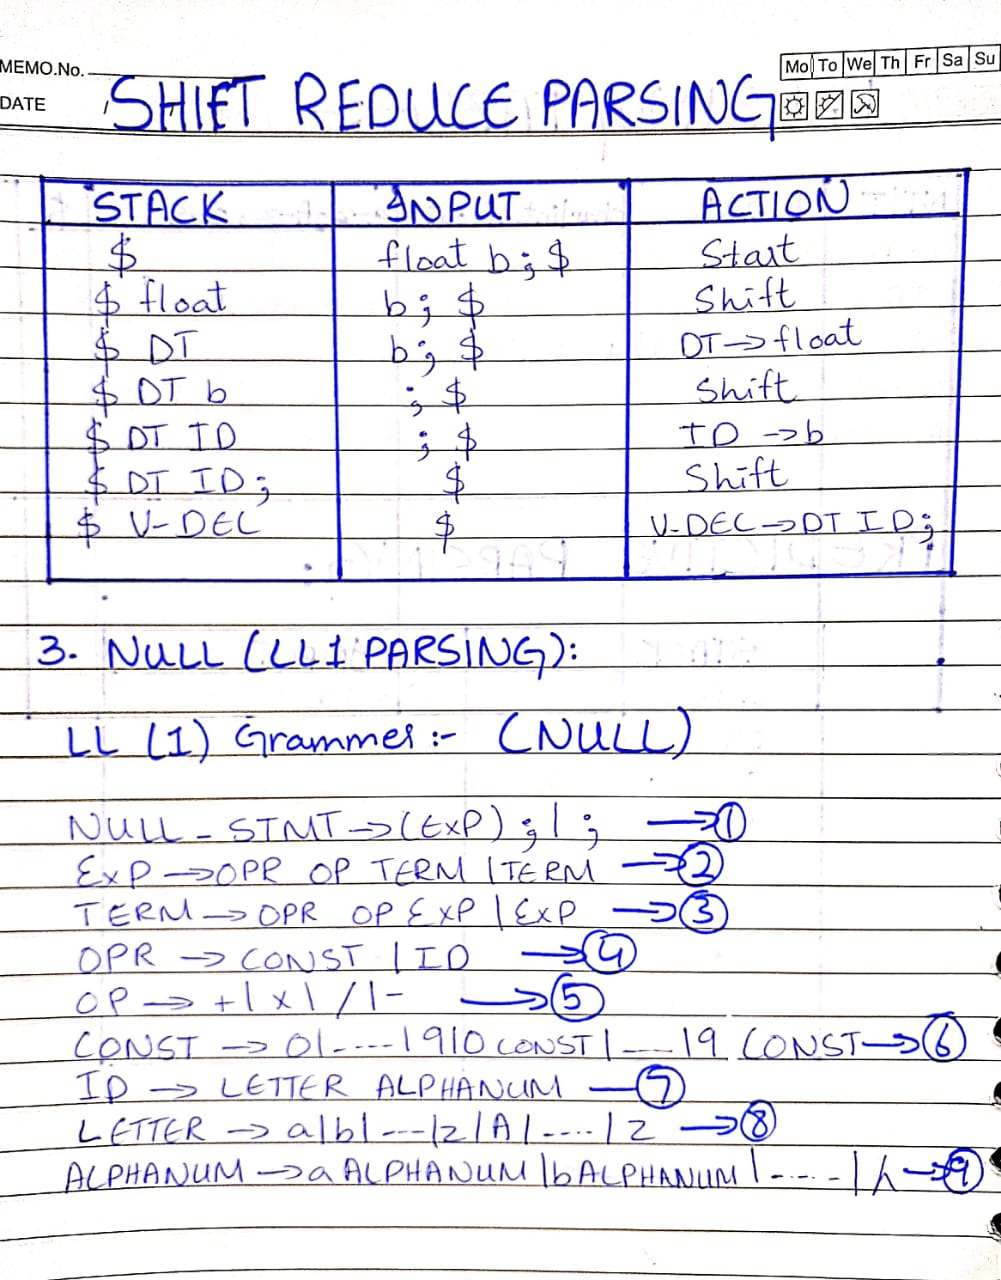 MEMO.No.
Mo To We Th Fr Sa Su
DATE
SHIFT REDUCE PARSING
STACK INPUT ACTION
$ float b;$ Start
$ float b; $ Shift
$ DT b; $ DT→float
$ DT b ; $ Shift
$ DT ID ; $ ID →b
$ DT ID; $ Shift
$ V-DEC $ V-DEC→DT ID;
3. NULL (LL1 PARSING):
LL (1) Grammer :- (NULL)
NULL - STMT→(EXP) ; | ; →①
EXP →OPR OP TERM | TERM →②
TERM → OPR OP EXP | EXP →③
OPR → CONST | ID →④
OP → + | x | / | - →⑤
CONST → 0|----|9|0 CONST|---|9 CONST→⑥
ID → LETTER ALPHANUM →⑦
LETTER → a|b|---|z|A|----|z →⑧
ALPHANUM →a ALPHANUM |b ALPHANUM |-----| ⋏ →⑨